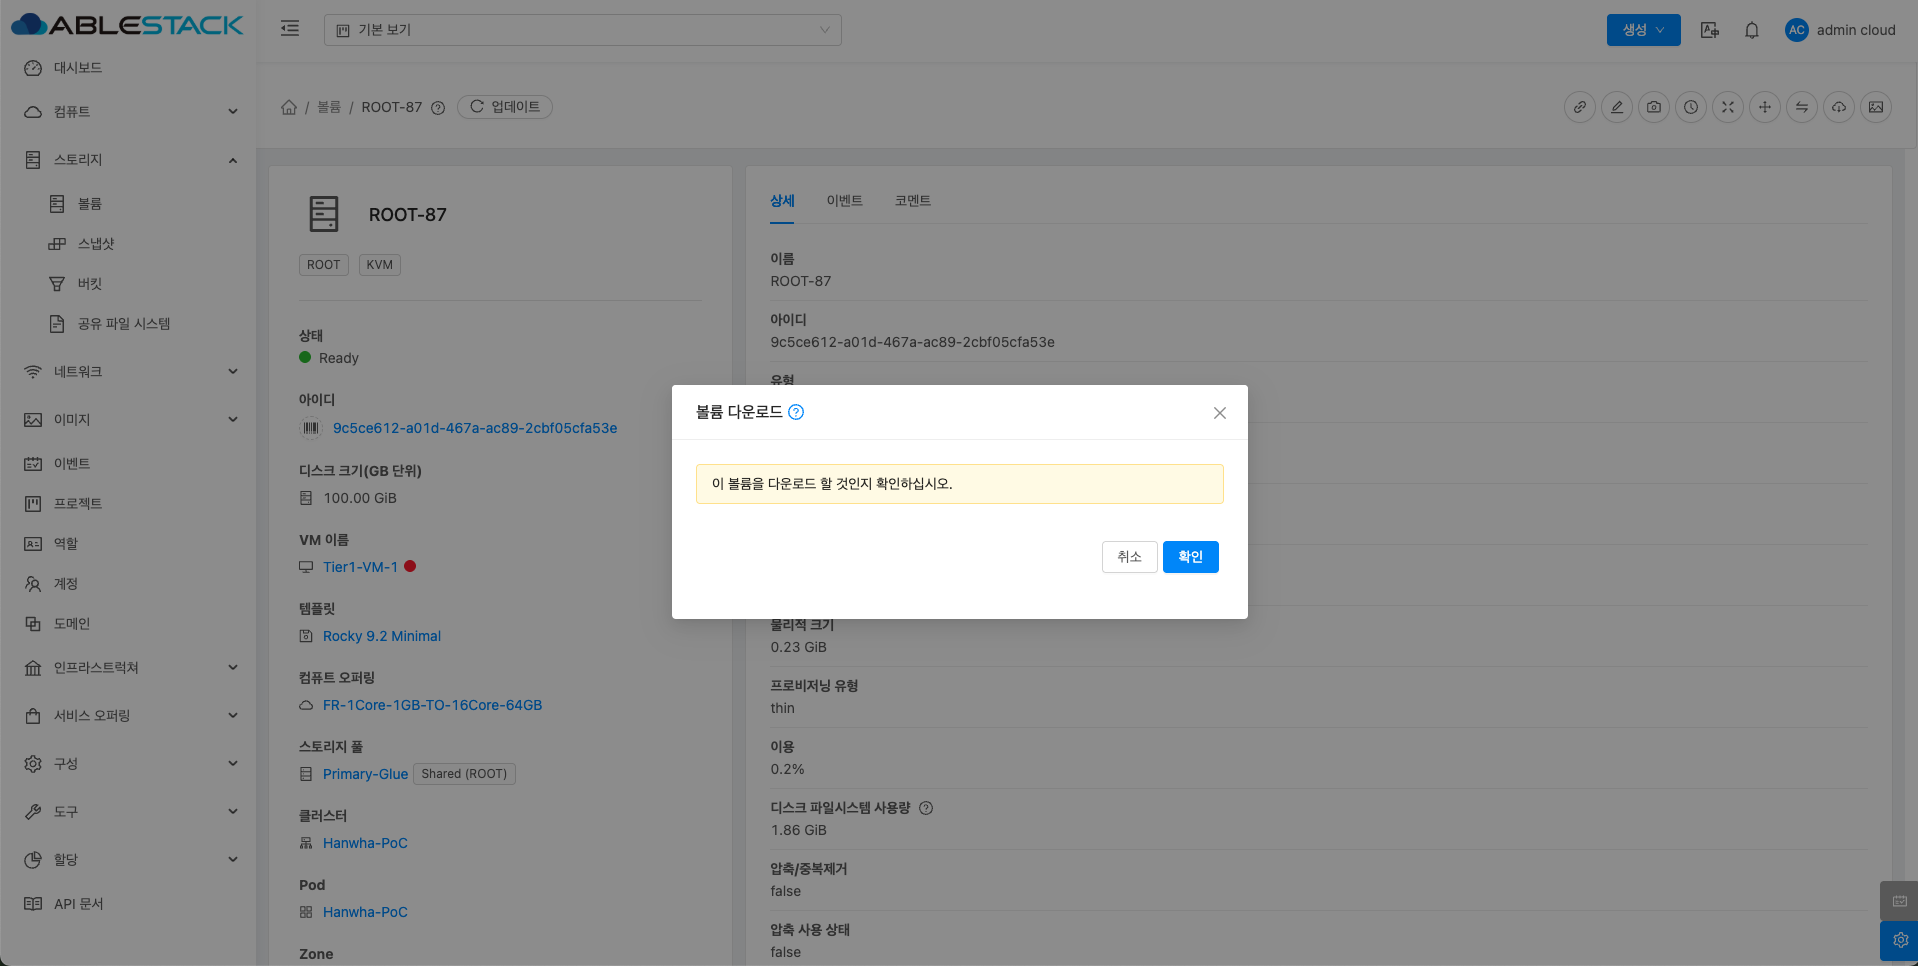 ABLESTACK
기본 보기
생성
AC
admin cloud
대시보드
컴퓨트
스토리지
볼륨
스냅샷
버킷
공유 파일 시스템
네트워크
이미지
이벤트
프로젝트
역할
계정
도메인
인프라스트럭쳐
서비스 오퍼링
구성
도구
할당
API 문서
/ 볼륨 / ROOT-87
업데이트
ROOT-87
ROOT
KVM
상태
Ready
아이디
9c5ce612-a01d-467a-ac89-2cbf05cfa53e
디스크 크기(GB 단위)
100.00 GiB
VM 이름
Tier1-VM-1
템플릿
Rocky 9.2 Minimal
컴퓨트 오퍼링
FR-1Core-1GB-TO-16Core-64GB
스토리지 풀
Primary-Glue Shared (ROOT)
클러스터
Hanwha-PoC
Pod
Hanwha-PoC
Zone
상세
이벤트
코멘트
이름
ROOT-87
아이디
9c5ce612-a01d-467a-ac89-2cbf05cfa53e
유형
볼륨 다운로드
이 볼륨을 다운로드 할 것인지 확인하십시오.
취소
확인
물리적 크기
0.23 GiB
프로비저닝 유형
thin
이용
0.2%
디스크 파일시스템 사용량
1.86 GiB
압축/중복제거
false
압축 사용 상태
false